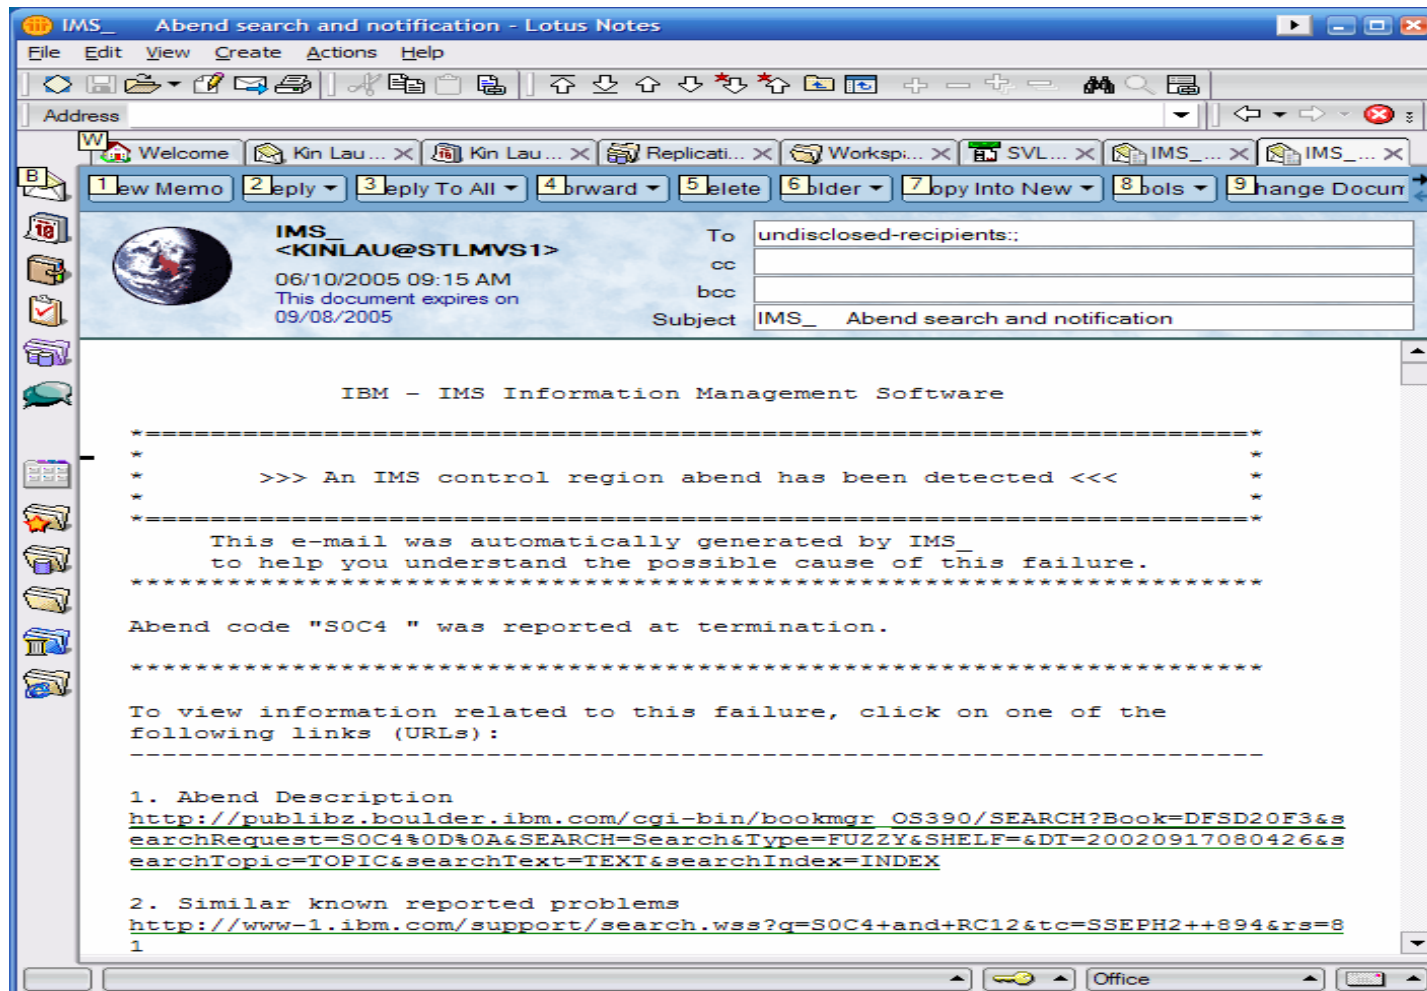 IMS_ Abend search and notification - Lotus Notes
File Edit View Create Actions Help
Address
W Welcome Kin Lau ... Kin Lau ... Replicati... Workspi... SVL... IMS_... IMS_...
B 1 ew Memo 2 eply 3 eply To All 4 orward 5 elete 6 older 7 opy Into New 8 ools 9 hange Docum
IMS_
<KINLAU@STLMVS1>
06/10/2005 09:15 AM
This document expires on
09/08/2005
To undisclosed-recipients:;
cc
bcc
Subject IMS_ Abend search and notification
IBM - IMS Information Management Software
*====================================================================*
* *
* >>> An IMS control region abend has been detected <<< *
* *
*====================================================================*
This e-mail was automatically generated by IMS_
to help you understand the possible cause of this failure.
**********************************************************************
Abend code "S0C4 " was reported at termination.
**********************************************************************
To view information related to this failure, click on one of the
following links (URLs):
----------------------------------------------------------------------
1. Abend Description
http://publibz.boulder.ibm.com/cgi-bin/bookmgr_OS390/SEARCH?Book=DFSD20F3&s
earchRequest=S0C4%0D%0A&SEARCH=Search&Type=FUZZY&SHELF=&DT=20020917080426&s
earchTopic=TOPIC&searchText=TEXT&searchIndex=INDEX
2. Similar known reported problems
http://www-1.ibm.com/support/search.wss?q=S0C4+and+RC12&tc=SSEPH2++894&rs=8
1
Office